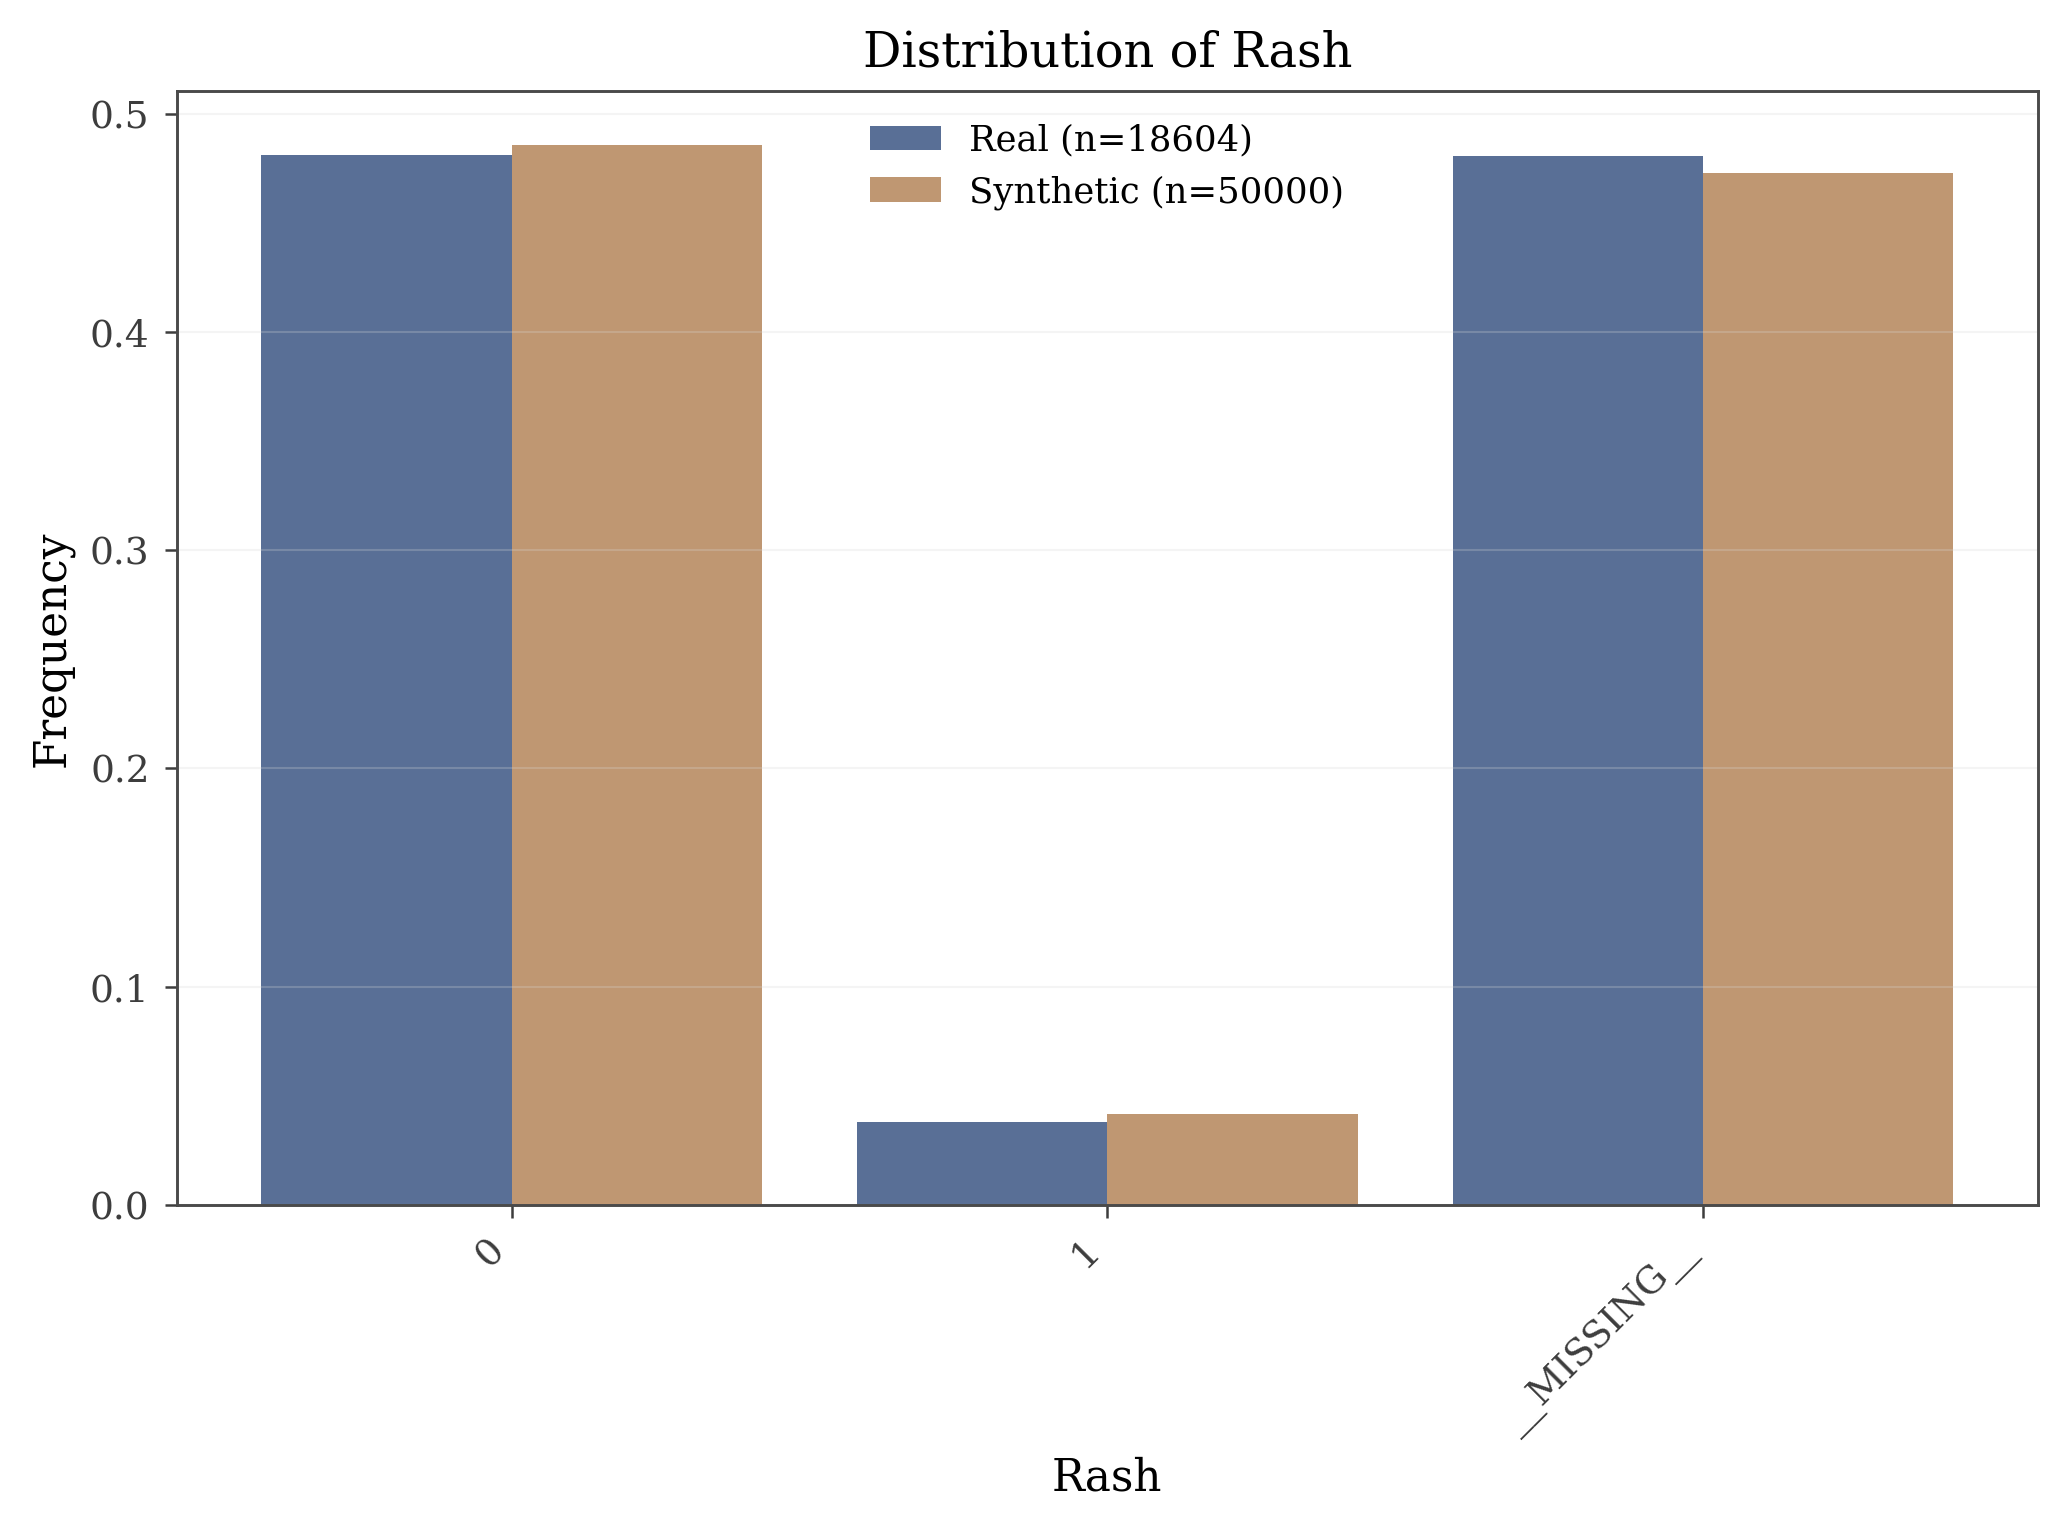 Distribution of Rash
Real (n=18604)
Synthetic (n=50000)
Frequency
0.5
0.4
0.3
0.2
0.1
0.0
0
1
__MISSING__
Rash